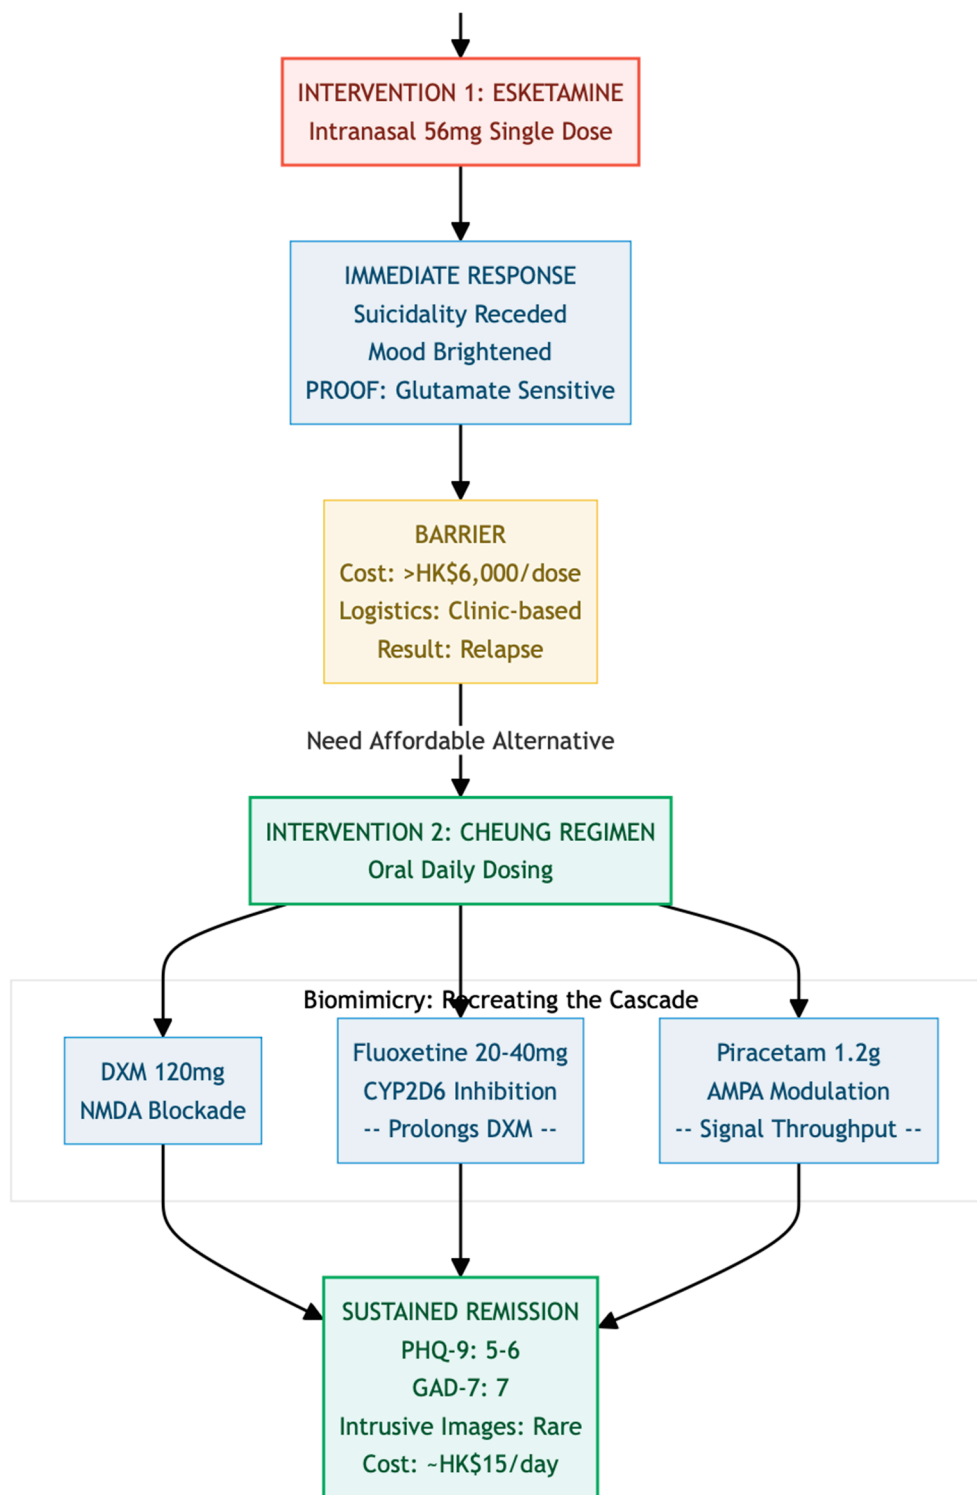 INTERVENTION 1: ESKETAMINE
Intranasal 56mg Single Dose
IMMEDIATE RESPONSE
Suicidality Receded
Mood Brightened
PROOF: Glutamate Sensitive
BARRIER
Cost: >HK$6,000/dose
Logistics: Clinic-based
Result: Relapse
Need Affordable Alternative
INTERVENTION 2: CHEUNG REGIMEN
Oral Daily Dosing
Biomimicry: Recreating the Cascade
DXM 120mg
NMDA Blockade
Fluoxetine 20-40mg
CYP2D6 Inhibition
-- Prolongs DXM --
Piracetam 1.2g
AMPA Modulation
-- Signal Throughput --
SUSTAINED REMISSION
PHQ-9: 5-6
GAD-7: 7
Intrusive Images: Rare
Cost: ~HK$15/day